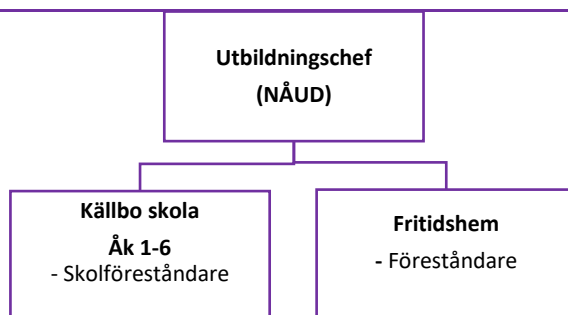 Utbildningschef
(NÅUD)
Källbo skola
Åk 1-6
- Skolföreståndare
Fritidshem
- Föreståndare